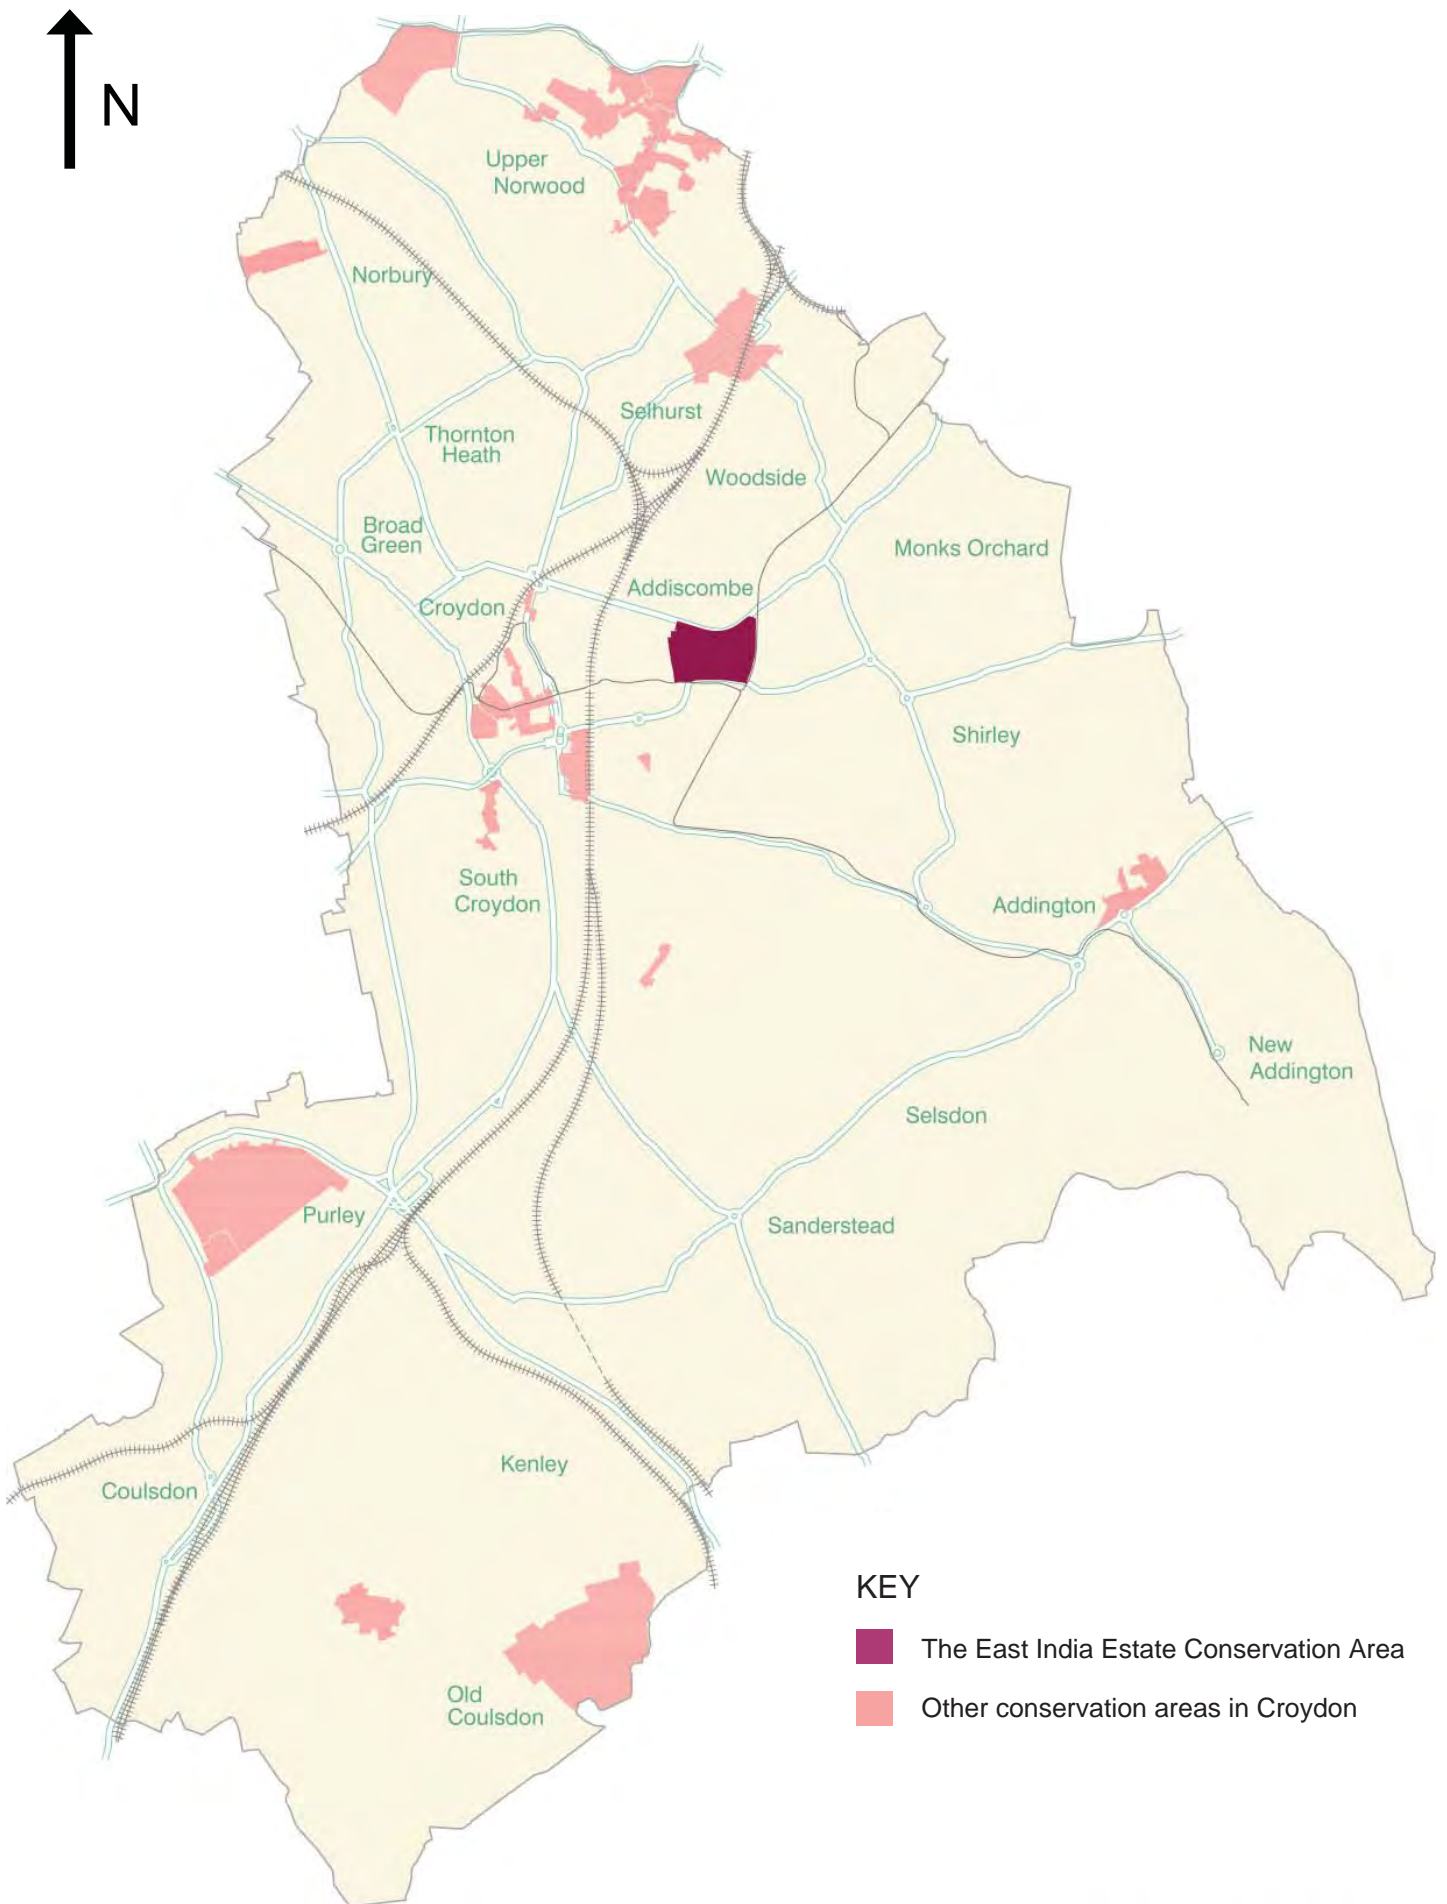 N
Upper
Norwood
Norbury
Selhurst
Thornton
Heath
Woodside
Broad
Green
Monks Orchard
Addiscombe
Croydon
Shirley
South
Croydon
Addington
New
Addington
Selsdon
Purley
Sanderstead
Kenley
Coulsdon
Old
Coulsdon
KEY
The East India Estate Conservation Area
Other conservation areas in Croydon